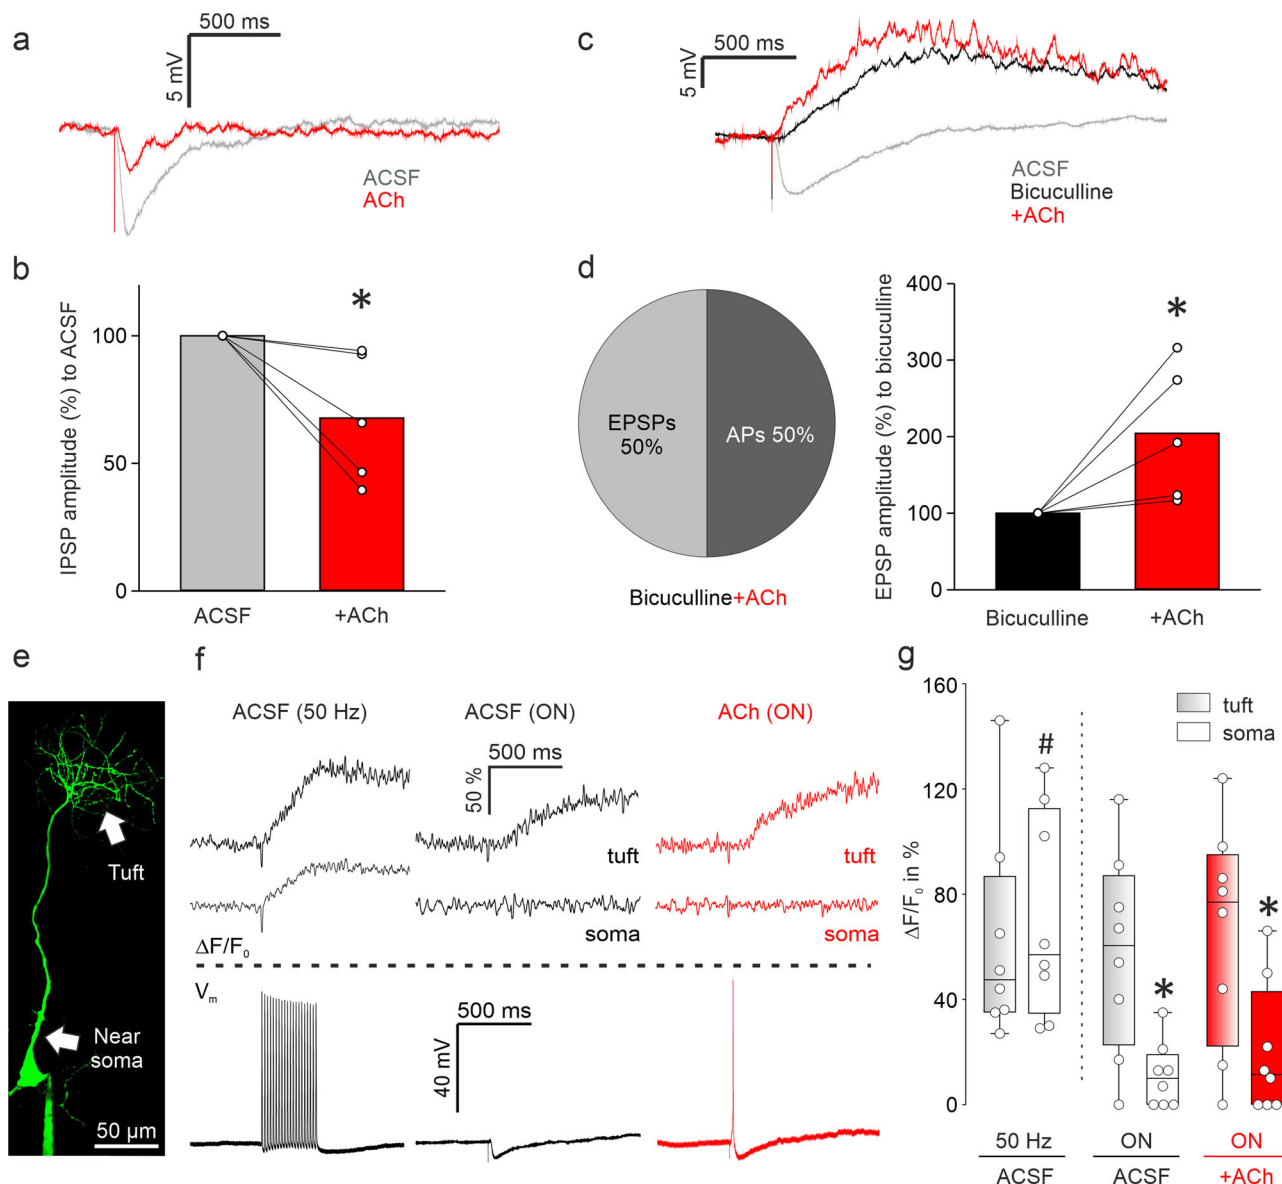 a
500 ms
5 mV
ACSF
ACh
c
500 ms
5 mV
ACSF
Bicuculline
+ACh
b
IPSP amplitude (%) to ACSF
100
50
0
*
ACSF
+ACh
d
EPSPs
50%
APs 50%
Bicuculline+ACh
EPSP amplitude (%) to bicuculline
400
300
200
100
0
*
Bicuculline
+ACh
e
Tuft
Near
soma
50 µm
f
ACSF (50 Hz)
ACSF (ON)
ACh (ON)
500 ms
50 %
tuft
tuft
soma
soma
ΔF/F₀
Vₘ
500 ms
40 mV
g
ΔF/F₀ in %
160
120
80
40
0
tuft
soma
#
*
*
50 Hz
ON
ON
ACSF
ACSF
+ACh